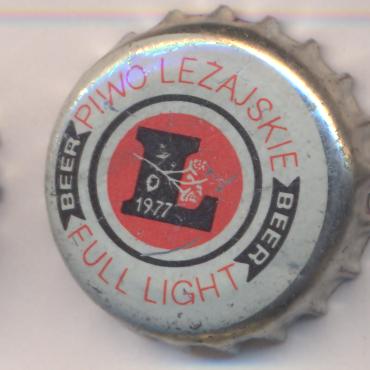 PIWO LEŻAJSKIE
BEER
BEER
FULL LIGHT
L
1977